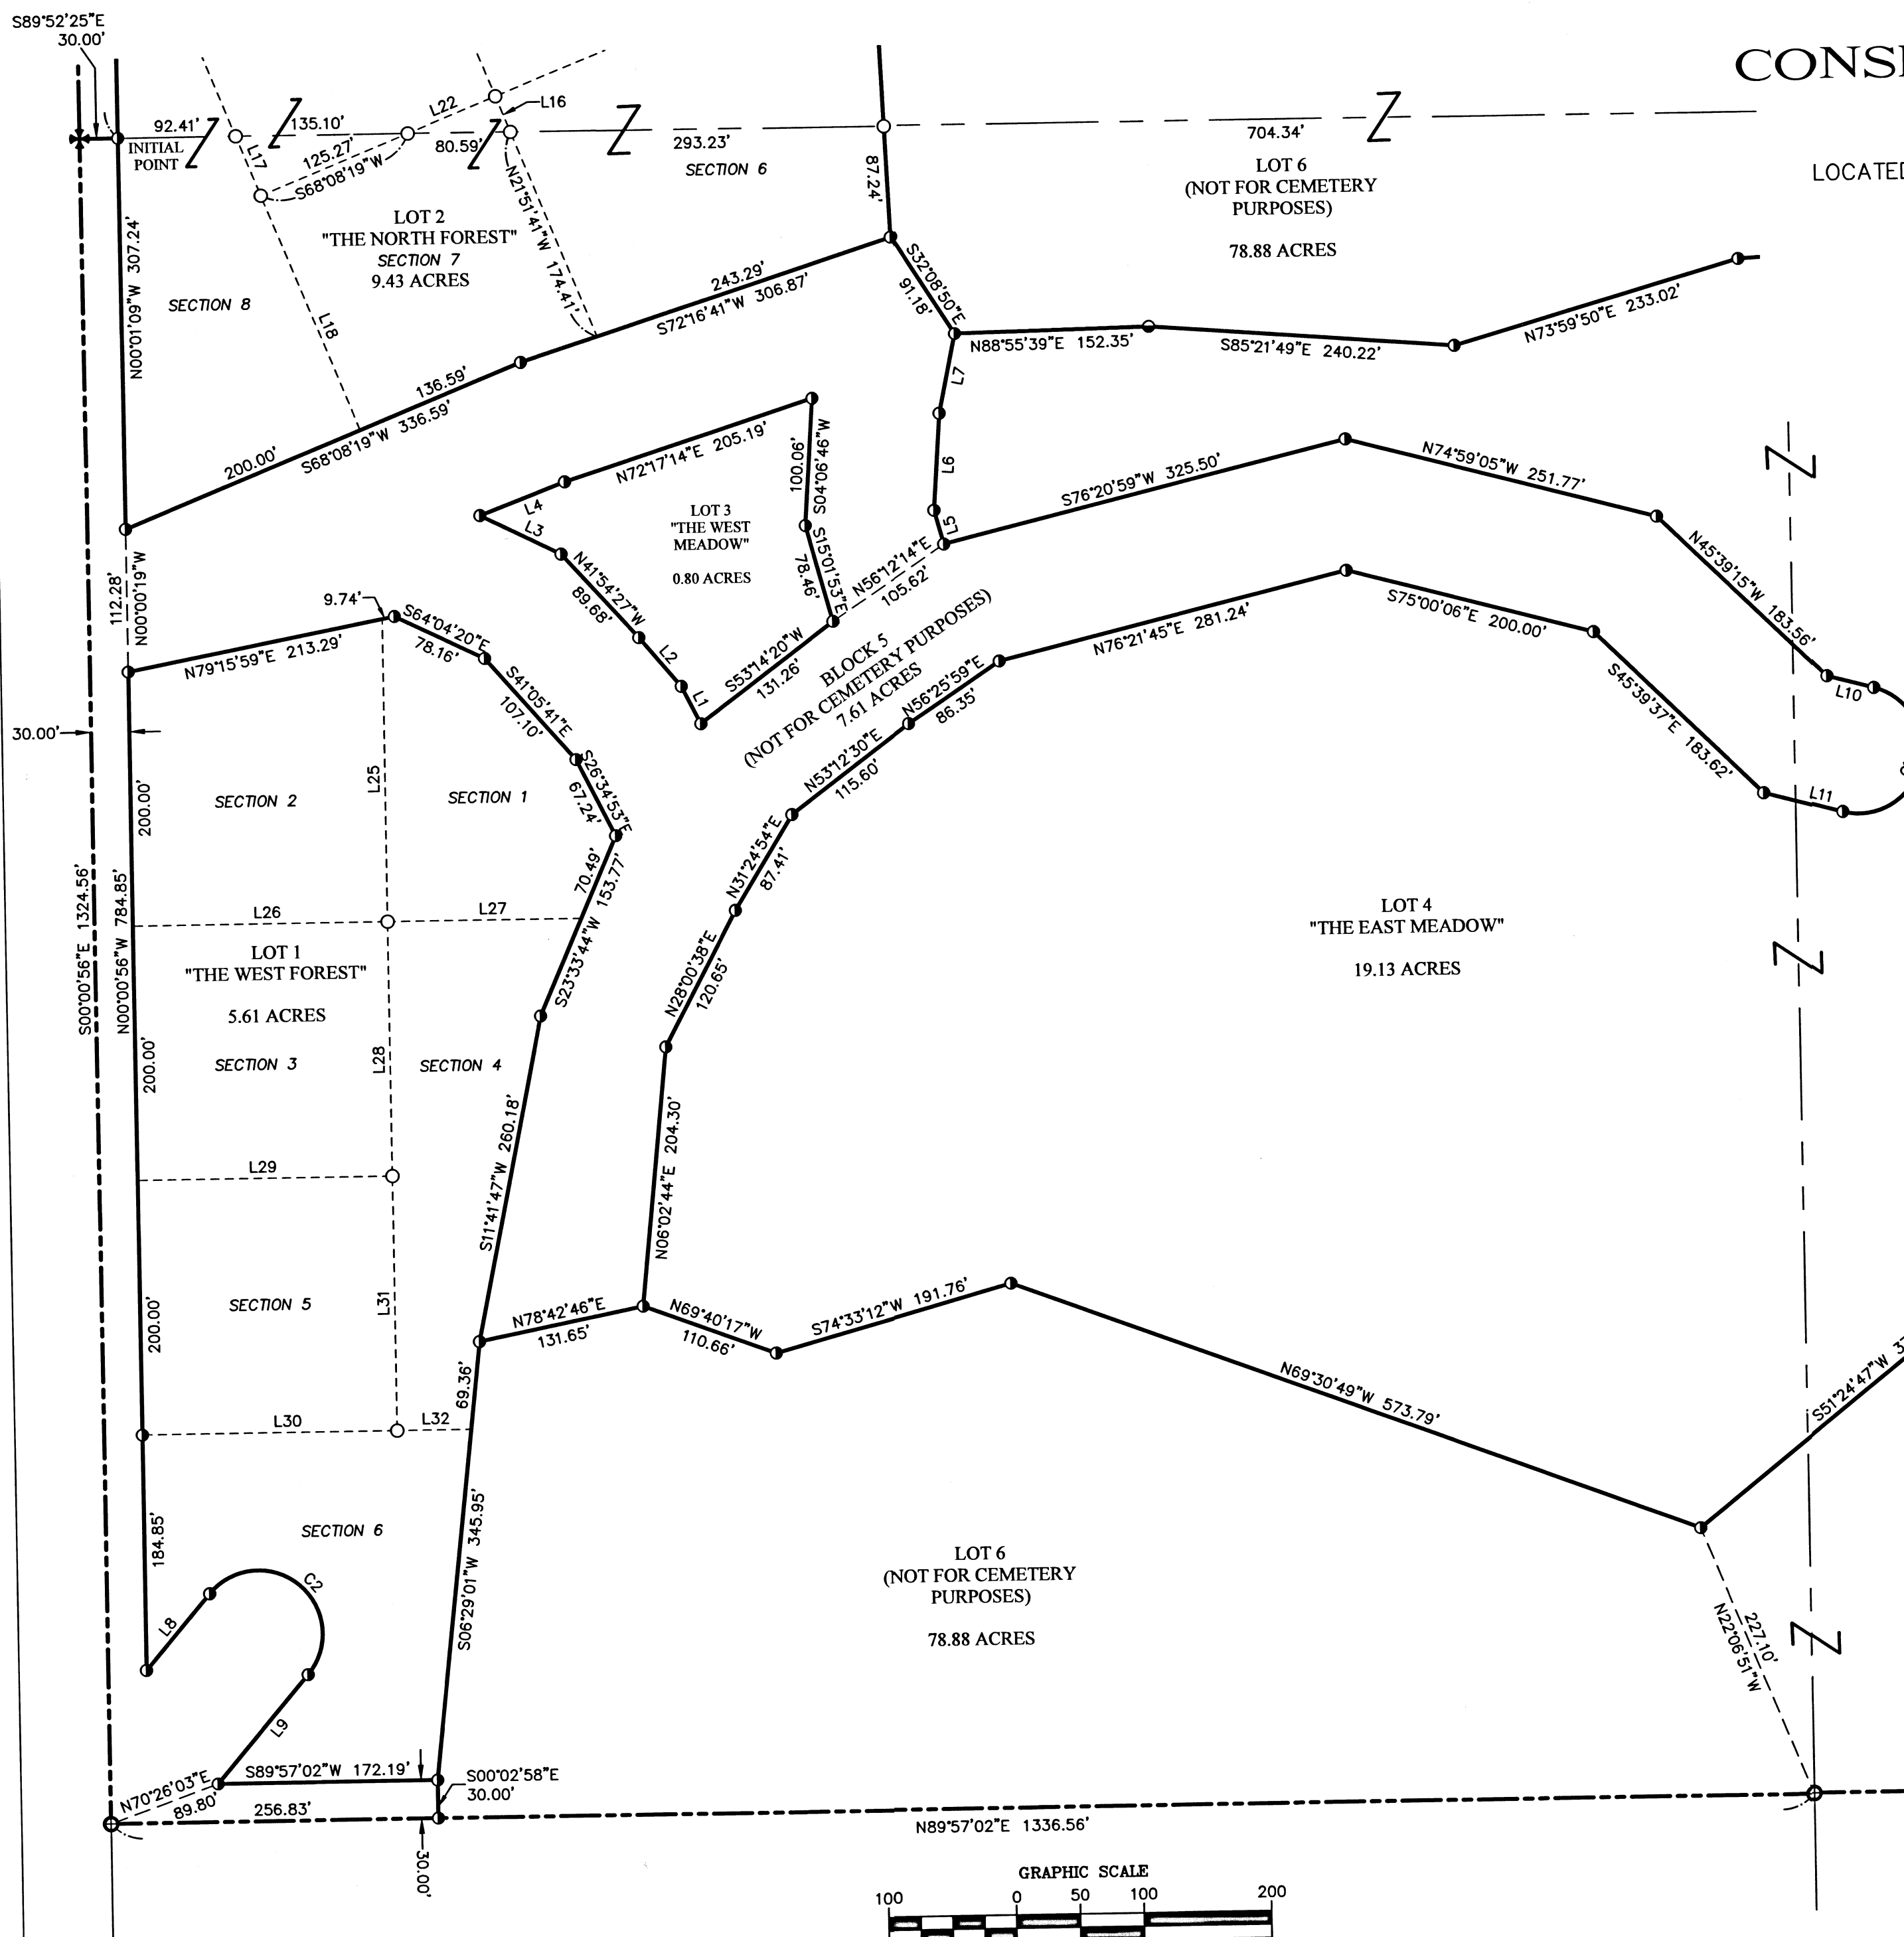 S89°52'25"E
30.00'
CONS
LOCATED
92.41'
INITIAL
POINT
135.10'
L22
L16
L17
125.27'
S68°08'19"W
80.59'
293.23'
704.34'
SECTION 6
87.24'
LOT 6
(NOT FOR CEMETERY
PURPOSES)
78.88 ACRES
N21°51'41"W 174.41'
LOT 2
"THE NORTH FOREST"
SECTION 7
9.43 ACRES
SECTION 8
L18
N00°01'09"W 307.24'
243.29'
S72°16'41"W 306.87'
S32°08'50"E
91.18'
N88°55'39"E 152.35'
S85°21'49"E 240.22'
N73°59'50"E 233.02'
136.59'
200.00'
S68°08'19"W 336.59'
L7
L6
L5
N72°17'14"E 205.19'
100.06'
S04°06'46"W
L4
L3
LOT 3
"THE WEST
MEADOW"
0.80 ACRES
S15°01'53"E
78.46'
N41°54'27"W
89.68'
L2
L1
S53°14'20"W
131.26'
N56°12'14"E
105.62'
S76°20'59"W 325.50'
N74°59'05"W 251.77'
N45°39'15"W 183.56'
L10
112.28'
N00°00'19"W
9.74'
N79°15'59"E 213.29'
S64°04'20"E
78.16'
S41°05'41"E
107.10'
S26°34'53"E
67.24'
BLOCK 5
(NOT FOR CEMETERY PURPOSES)
7.61 ACRES
N76°21'45"E 281.24'
S75°00'06"E 200.00'
S45°39'37"E 183.62'
L11
N56°25'59"E
86.35'
N53°12'30"E
115.60'
N31°24'54"E
87.41'
N28°00'38"E
120.65'
N06°02'44"E 204.30'
30.00'
200.00'
SECTION 2
L25
SECTION 1
70.49'
S23°33'44"W 153.77'
S00°00'56"E 1324.56'
N00°00'56"W 784.85'
L26
L27
LOT 1
"THE WEST FOREST"
5.61 ACRES
LOT 4
"THE EAST MEADOW"
19.13 ACRES
200.00'
SECTION 3
L28
SECTION 4
S11°41'47"W 260.18'
L29
200.00'
SECTION 5
L31
N78°42'46"E
131.65'
N69°40'17"W
110.66'
S74°33'12"W 191.76'
N69°30'49"W 573.79'
S51°24'47"W 3
69.36'
L30
L32
S06°29'01"W 345.95'
184.85'
SECTION 6
LOT 6
(NOT FOR CEMETERY
PURPOSES)
78.88 ACRES
C2
L8
L9
227.10'
N22°06'51"W
S89°57'02"W 172.19'
S00°02'58"E
30.00'
N70°26'03"E
89.80'
256.83'
N89°57'02"E 1336.56'
30.00'
GRAPHIC SCALE
100 0 50 100 200